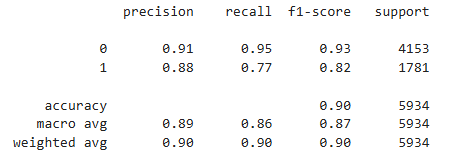 precision recall f1-score support
0 0.91 0.95 0.93 4153
1 0.88 0.77 0.82 1781
accuracy 0.90 5934
macro avg 0.89 0.86 0.87 5934
weighted avg 0.90 0.90 0.90 5934